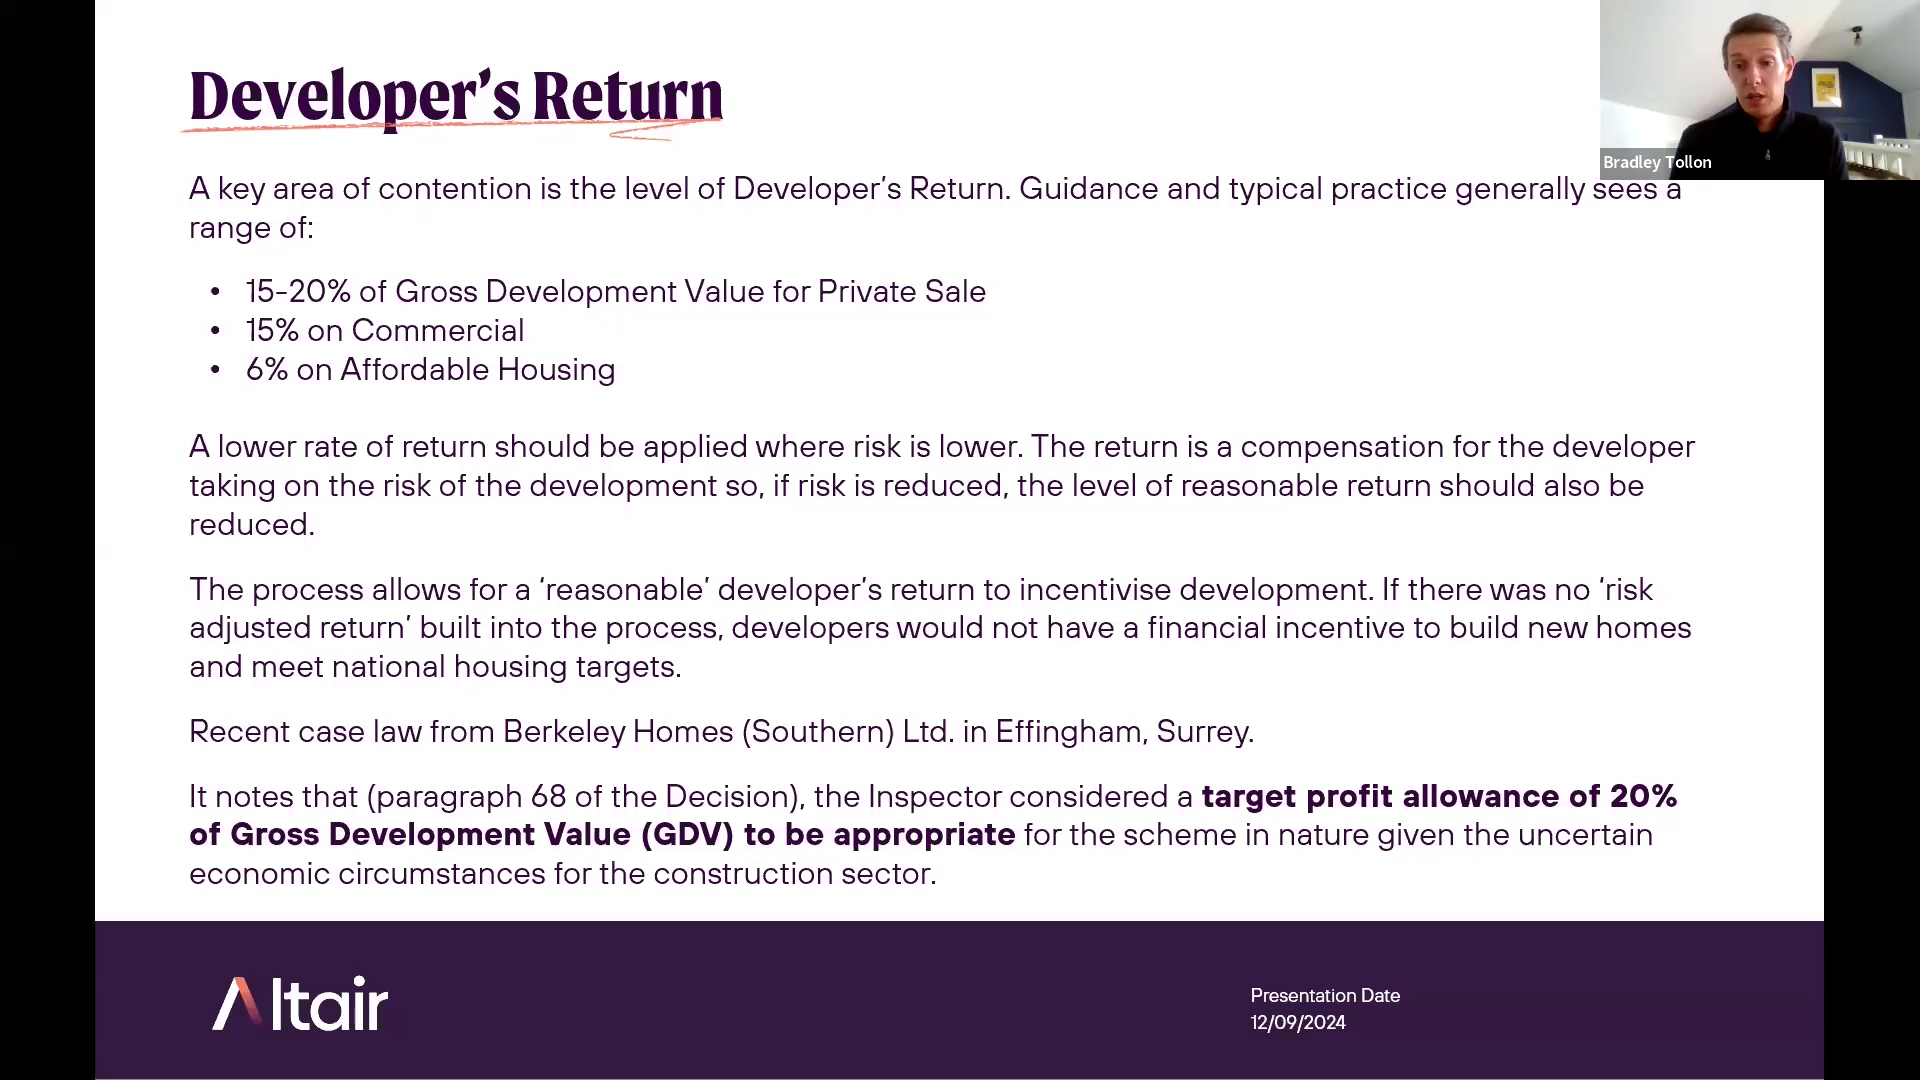 Developer’s Return
Bradley Tollon
A key area of contention is the level of Developer’s Return. Guidance and typical practice generally sees a
range of:
• 15-20% of Gross Development Value for Private Sale
• 15% on Commercial
• 6% on Affordable Housing
A lower rate of return should be applied where risk is lower. The return is a compensation for the developer
taking on the risk of the development so, if risk is reduced, the level of reasonable return should also be
reduced.
The process allows for a ‘reasonable’ developer’s return to incentivise development. If there was no ‘risk
adjusted return’ built into the process, developers would not have a financial incentive to build new homes
and meet national housing targets.
Recent case law from Berkeley Homes (Southern) Ltd. in Effingham, Surrey.
It notes that (paragraph 68 of the Decision), the Inspector considered a target profit allowance of 20%
of Gross Development Value (GDV) to be appropriate for the scheme in nature given the uncertain
economic circumstances for the construction sector.
Altair
Presentation Date
12/09/2024